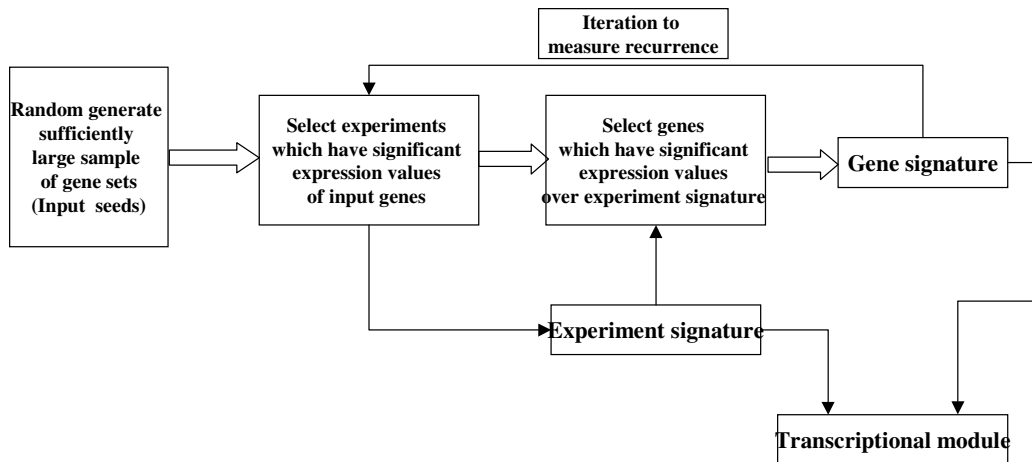 Iteration to
measure recurrence
Random generate
sufficiently
large sample
of gene sets
(Input seeds)
Select experiments
which have significant
expression values
of input genes
Select genes
which have significant
expression values
over experiment signature
Gene signature
Experiment signature
Transcriptional module